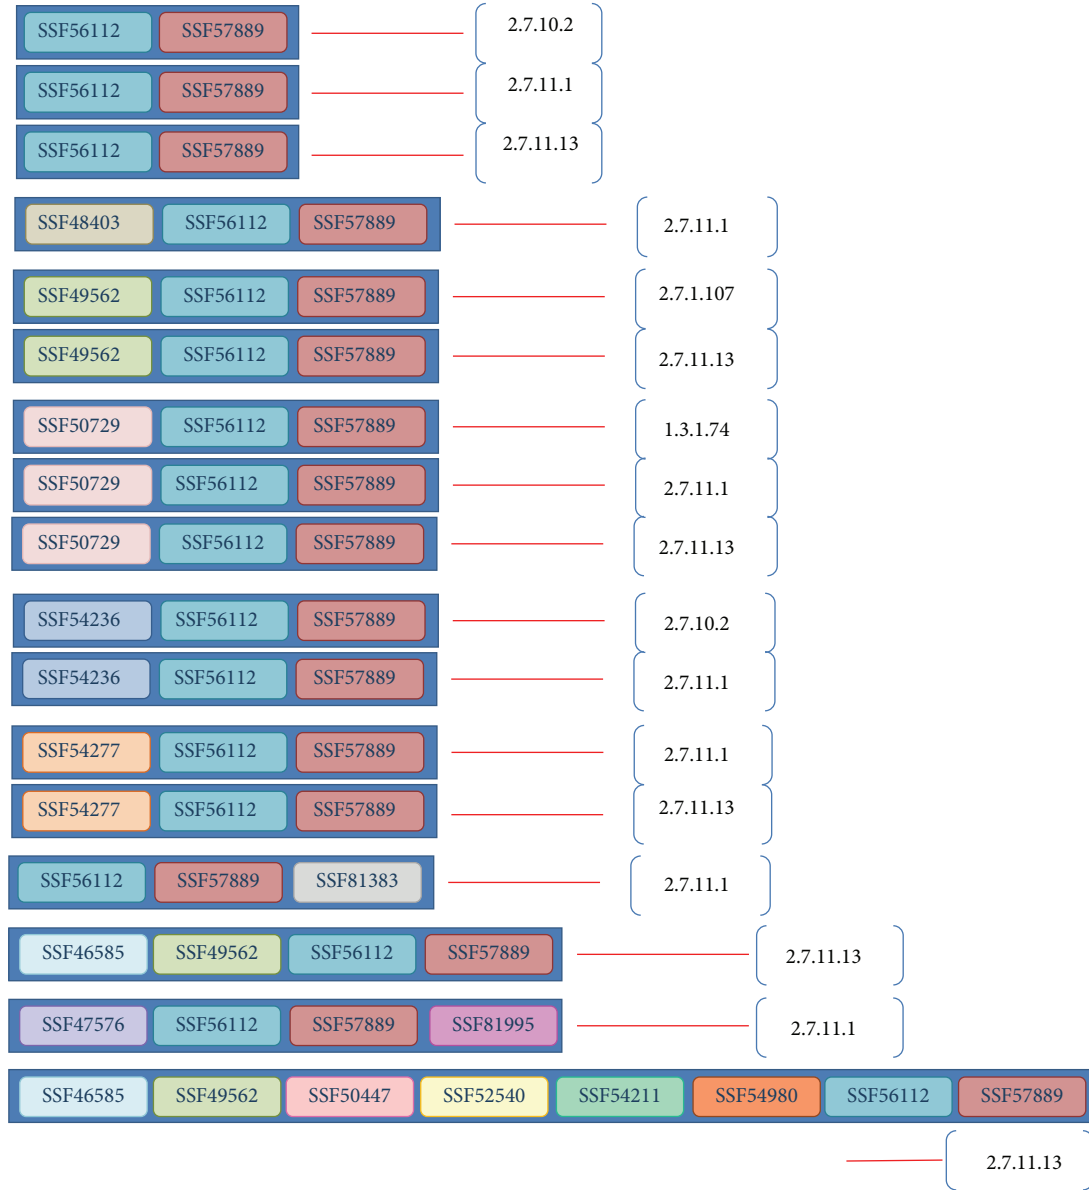 SSF56112 SSF57889 2.7.10.2
SSF56112 SSF57889 2.7.11.1
SSF56112 SSF57889 2.7.11.13
SSF48403 SSF56112 SSF57889 2.7.11.1
SSF49562 SSF56112 SSF57889 2.7.1.107
SSF49562 SSF56112 SSF57889 2.7.11.13
SSF50729 SSF56112 SSF57889 1.3.1.74
SSF50729 SSF56112 SSF57889 2.7.11.1
SSF50729 SSF56112 SSF57889 2.7.11.13
SSF54236 SSF56112 SSF57889 2.7.10.2
SSF54236 SSF56112 SSF57889 2.7.11.1
SSF54277 SSF56112 SSF57889 2.7.11.1
SSF54277 SSF56112 SSF57889 2.7.11.13
SSF56112 SSF57889 SSF81383 2.7.11.1
SSF46585 SSF49562 SSF56112 SSF57889 2.7.11.13
SSF47576 SSF56112 SSF57889 SSF81995 2.7.11.1
SSF46585 SSF49562 SSF50447 SSF52540 SSF54211 SSF54980 SSF56112 SSF57889
2.7.11.13